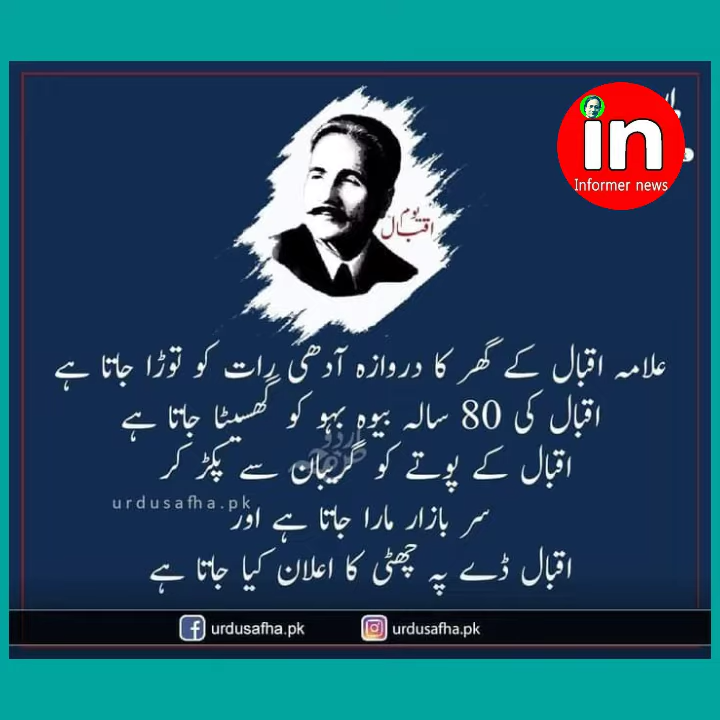 in
Informer news
یوم
اقبال
علامہ اقبال کے گھر کا دروازہ آدھی رات کو توڑا جاتا ہے
اقبال کی 80 سالہ بیوہ بہو کو گھسیٹا جاتا ہے
اردو صفحہ
اقبال کے پوتے کو گریبان سے پکڑ کر
urdusafha.pk
سر بازار مارا جاتا ہے اور
اقبال ڈے پہ چھٹی کا اعلان کیا جاتا ہے
urdusafha.pk
urdusafha.pk